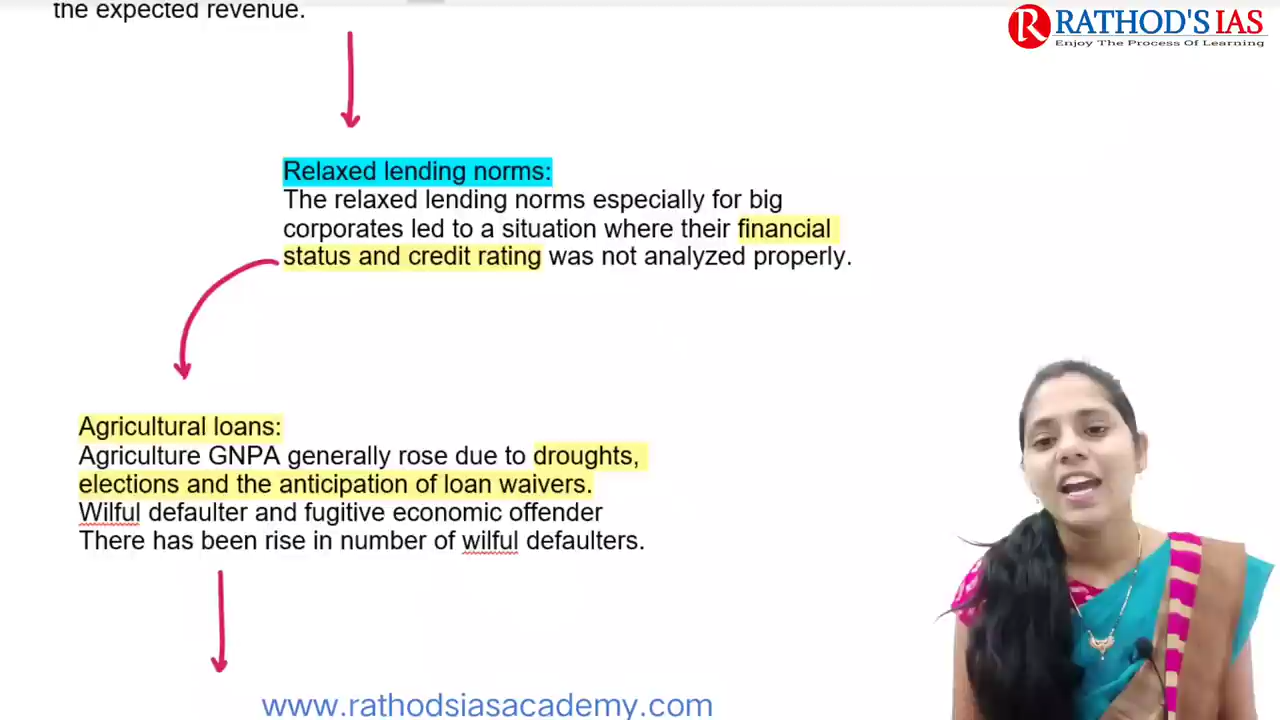 the expected revenue.
RATHOD'S IAS
Enjoy The Process Of Learning
Relaxed lending norms:
The relaxed lending norms especially for big
corporates led to a situation where their financial
status and credit rating was not analyzed properly.
Agricultural loans:
Agriculture GNPA generally rose due to droughts,
elections and the anticipation of loan waivers.
Wilful defaulter and fugitive economic offender
There has been rise in number of wilful defaulters.
www.rathodsiasacademy.com